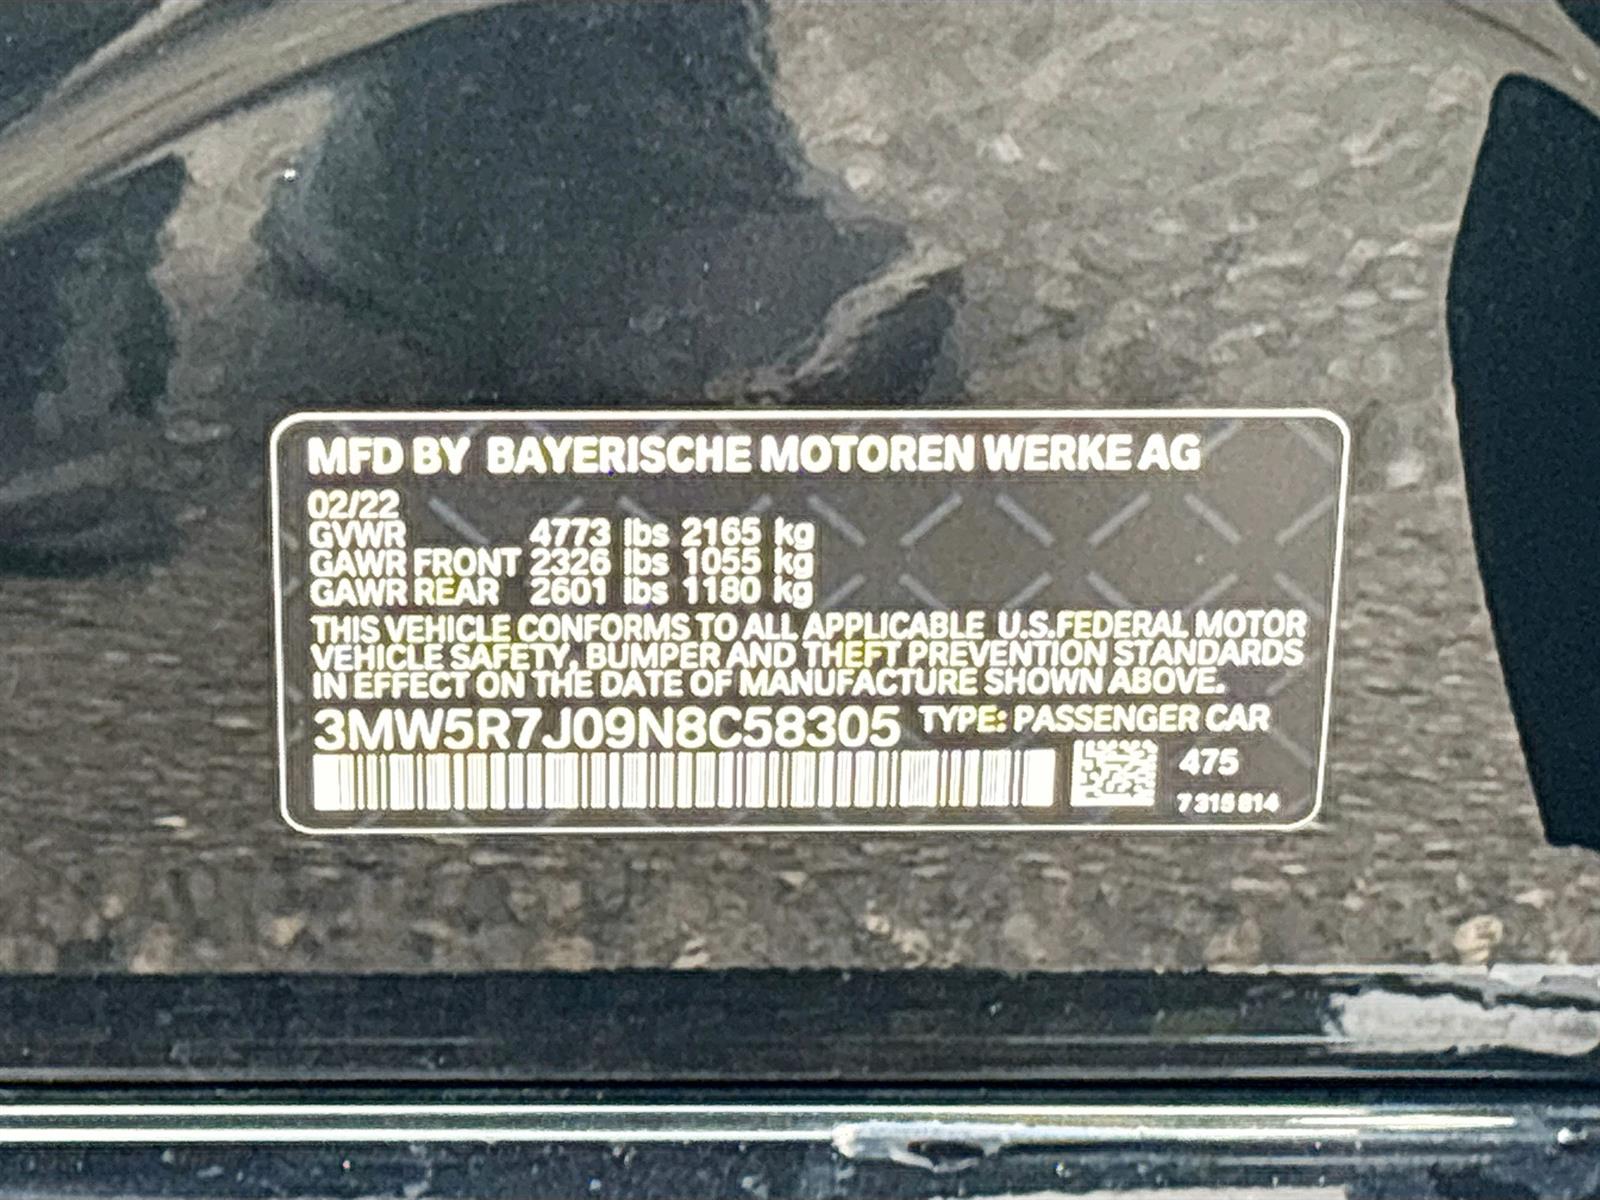 MFD BY BAYERISCHE MOTOREN WERKE AG
02/22
GVWR 4773 lbs 2165 kg
GAWR FRONT 2326 lbs 1055 kg
GAWR REAR 2601 lbs 1180 kg
THIS VEHICLE CONFORMS TO ALL APPLICABLE U.S.FEDERAL MOTOR
VEHICLE SAFETY, BUMPER AND THEFT PREVENTION STANDARDS
IN EFFECT ON THE DATE OF MANUFACTURE SHOWN ABOVE.
3MW5R7J09N8C58305 TYPE: PASSENGER CAR
475
7315814